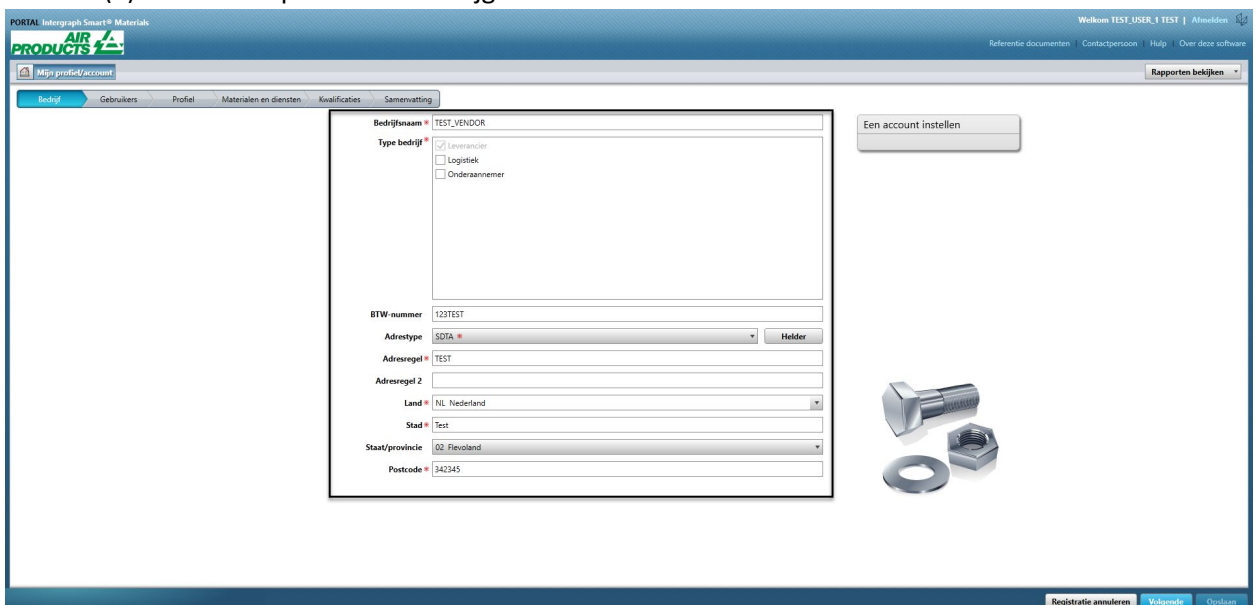 PORTAL Intergraph Smart® Materials
Welkom TEST_USER_1 TEST | Afmelden
AIR
PRODUCTS
Referentie documenten | Contactpersoon | Hulp | Over deze software
Mijn profiel/account
Rapporten bekijken
Bedrijf
Gebruikers
Profiel
Materialen en diensten
Kwalificaties
Samenvatting
Bedrijfsnaam * TEST_VENDOR
Een account instellen
Type bedrijf *
Leverancier
Logistiek
Onderaannemer
BTW-nummer 123TEST
Adrestype SDTA * Helder
Adresregel * TEST
Adresregel 2
Land * NL Nederland
Stad * Test
Staat/provincie 02 Flevoland
Postcode * 342345
Registratie annuleren Volgende Opslaan